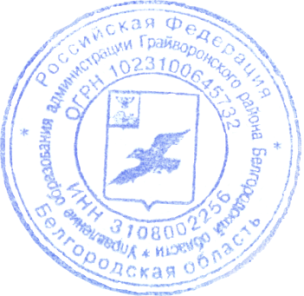 * Российская Федерация *
Белгородская область
Управление образования администрации Грайворонского района Белгородской области *
ОГРН 1023100645732
ИНН 3108002256